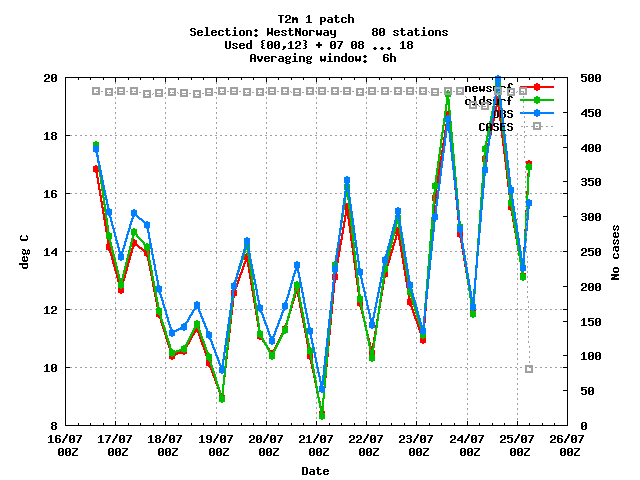 T2m 1 patch
Selection: WestNorway 80 stations
Used {00,12} + 07 08 ... 18
Averaging window: 6h
newsurf
oldsurf
OBS
CASES
deg C
20
18
16
14
12
10
8
No cases
500
450
400
350
300
250
200
150
100
50
0
16/07 17/07 18/07 19/07 20/07 21/07 22/07 23/07 24/07 25/07 26/07
00Z 00Z 00Z 00Z 00Z 00Z 00Z 00Z 00Z 00Z 00Z
Date